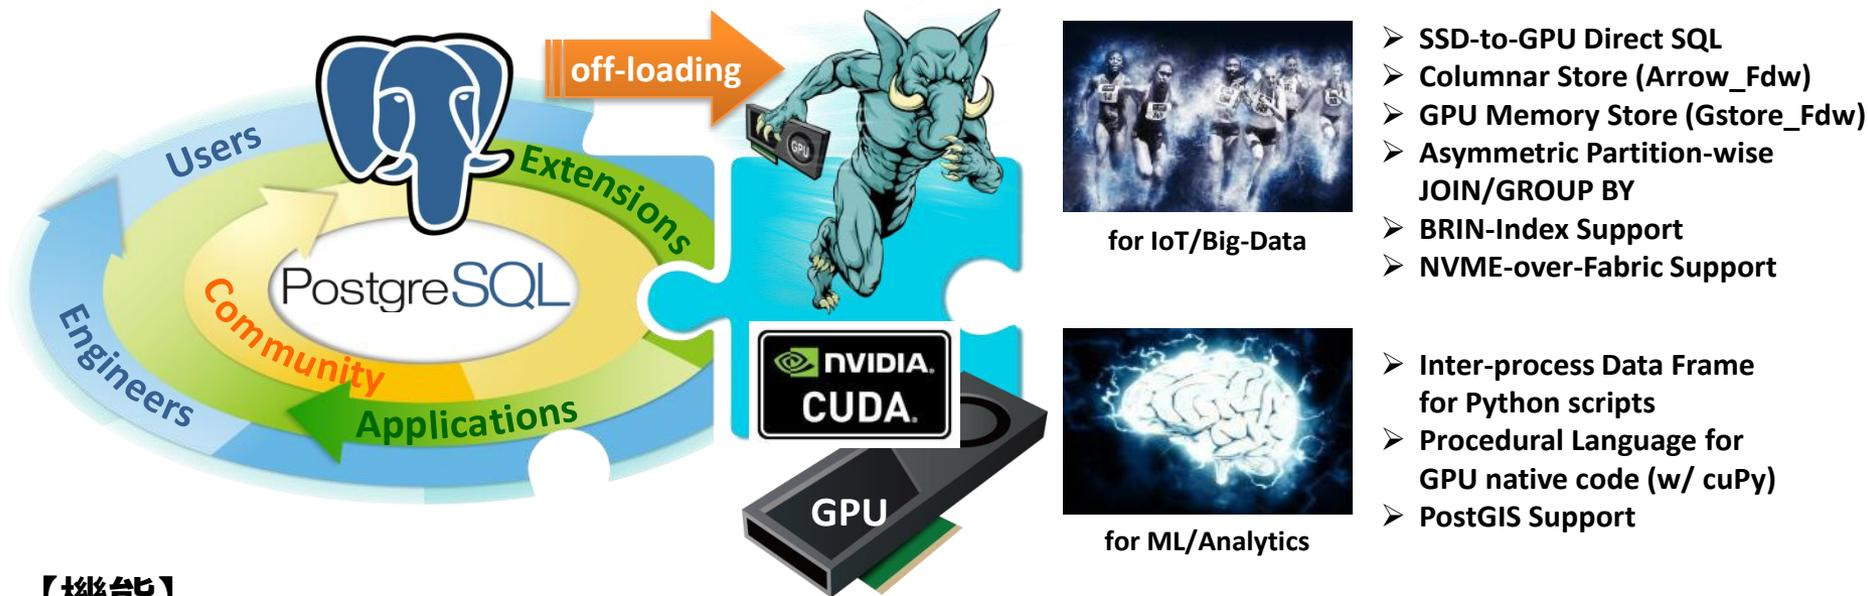 off-loading
Users
Extensions
PostgreSQL
Community
Engineers
Applications
GPU
NVIDIA.
CUDA.
GPU
for IoT/Big-Data
➢ SSD-to-GPU Direct SQL
➢ Columnar Store (Arrow_Fdw)
➢ GPU Memory Store (Gstore_Fdw)
➢ Asymmetric Partition-wise
JOIN/GROUP BY
➢ BRIN-Index Support
➢ NVME-over-Fabric Support
for ML/Analytics
➢ Inter-process Data Frame
for Python scripts
➢ Procedural Language for
GPU native code (w/ cuPy)
➢ PostGIS Support
【機能】